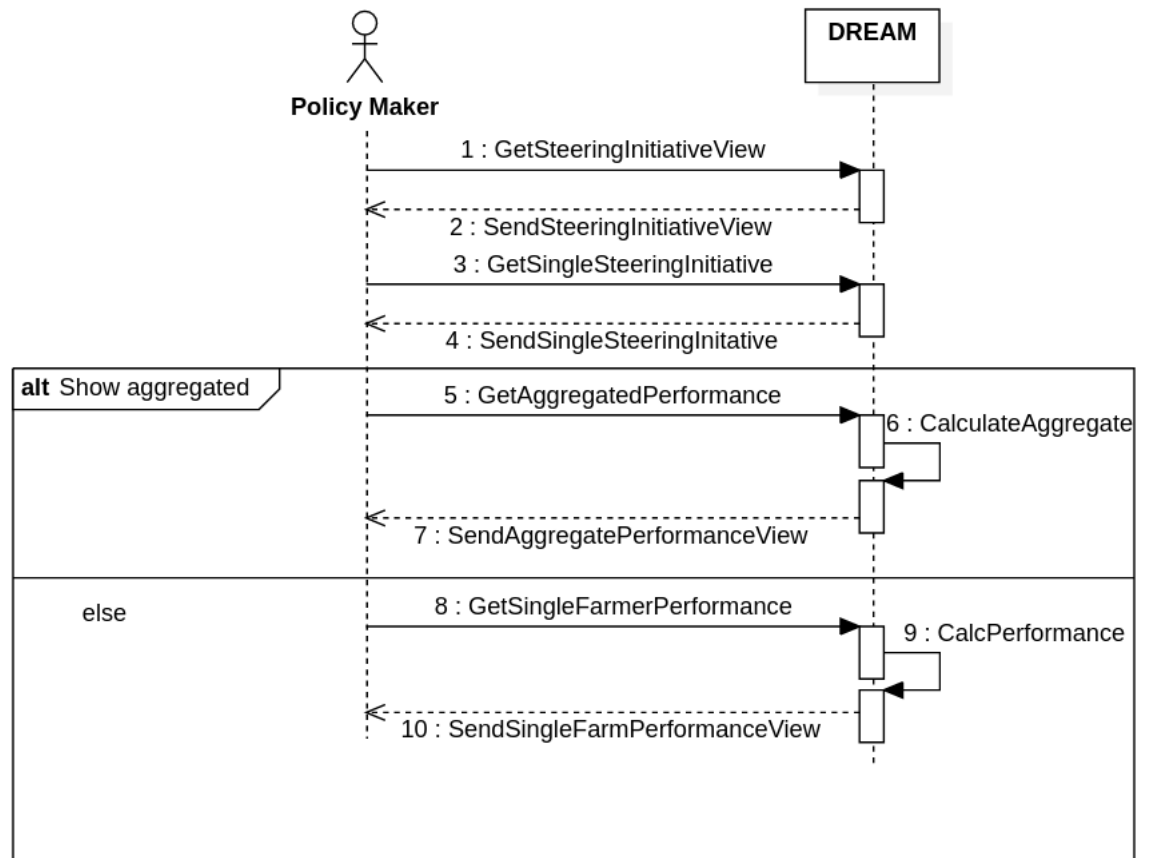 DREAM
Policy Maker
1 : GetSteeringInitiativeView
2 : SendSteeringInitiativeView
3 : GetSingleSteeringInitiative
4 : SendSingleSteeringInitative
alt Show aggregated
5 : GetAggregatedPerformance
6 : CalculateAggregate
7 : SendAggregatePerformanceView
else
8 : GetSingleFarmerPerformance
9 : CalcPerformance
10 : SendSingleFarmPerformanceView